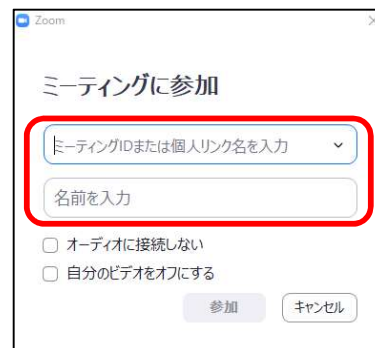 Zoom
ミーティングに参加
ミーティングIDまたは個人リンク名を入力
名前を入力
オーディオに接続しない
自分のビデオをオフにする
参加 キャンセル